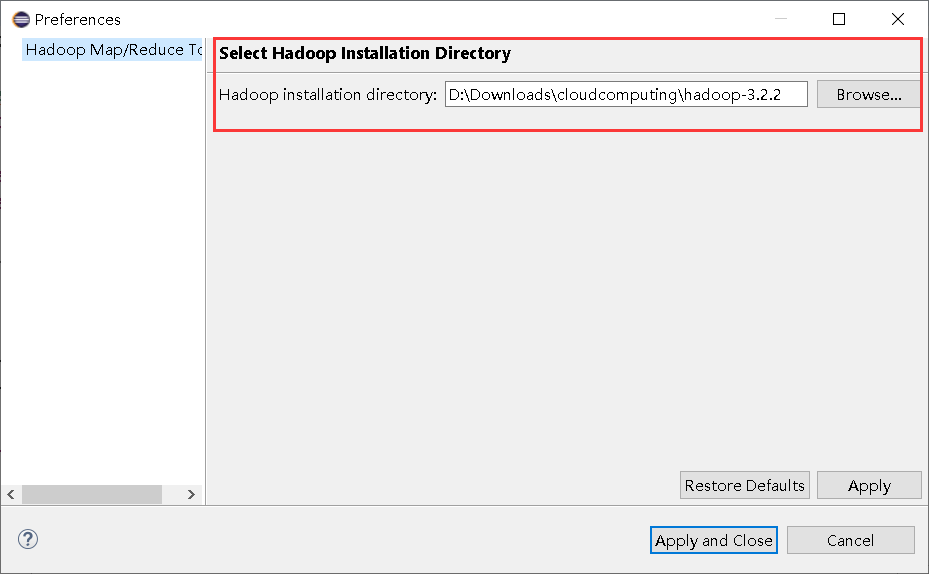 Preferences
Hadoop Map/Reduce To
Select Hadoop Installation Directory
Hadoop installation directory: D:\Downloads\cloudcomputing\hadoop-3.2.2 Browse...
Restore Defaults Apply
? Apply and Close Cancel